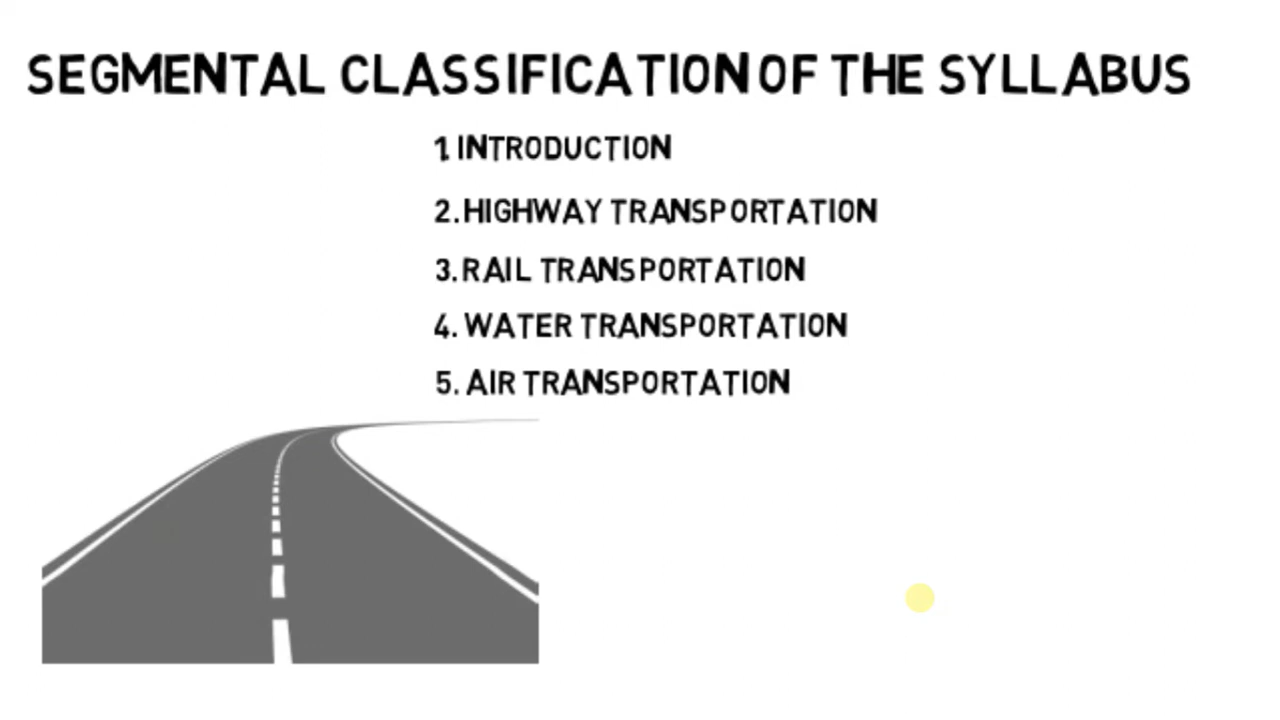 SEGMENTAL CLASSIFICATION OF THE SYLLABUS
1 INTRODUCTION
2. HIGHWAY TRANSPORTATION
3. RAIL TRANSPORTATION
4. WATER TRANSPORTATION
5. AIR TRANSPORTATION